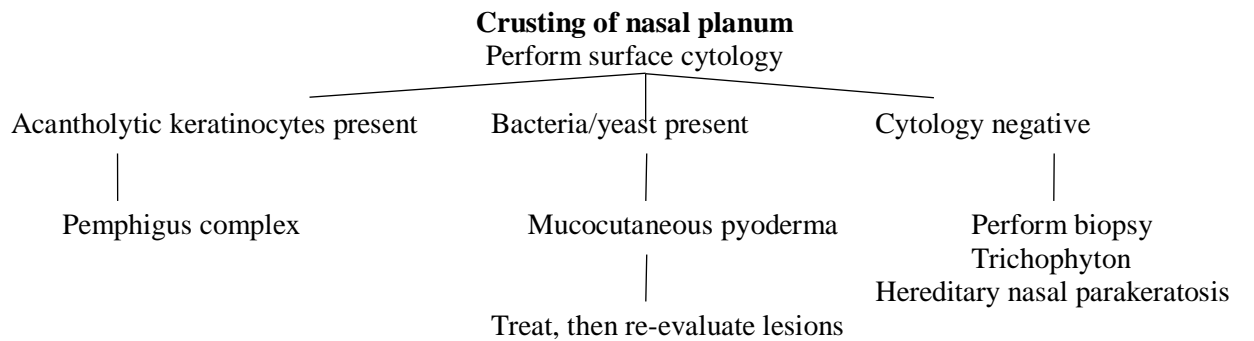 Crusting of nasal planum
Perform surface cytology
Acantholytic keratinocytes present
Bacteria/yeast present
Cytology negative
Pemphigus complex
Mucocutaneous pyoderma
Perform biopsy
Trichophyton
Hereditary nasal parakeratosis
Treat, then re-evaluate lesions